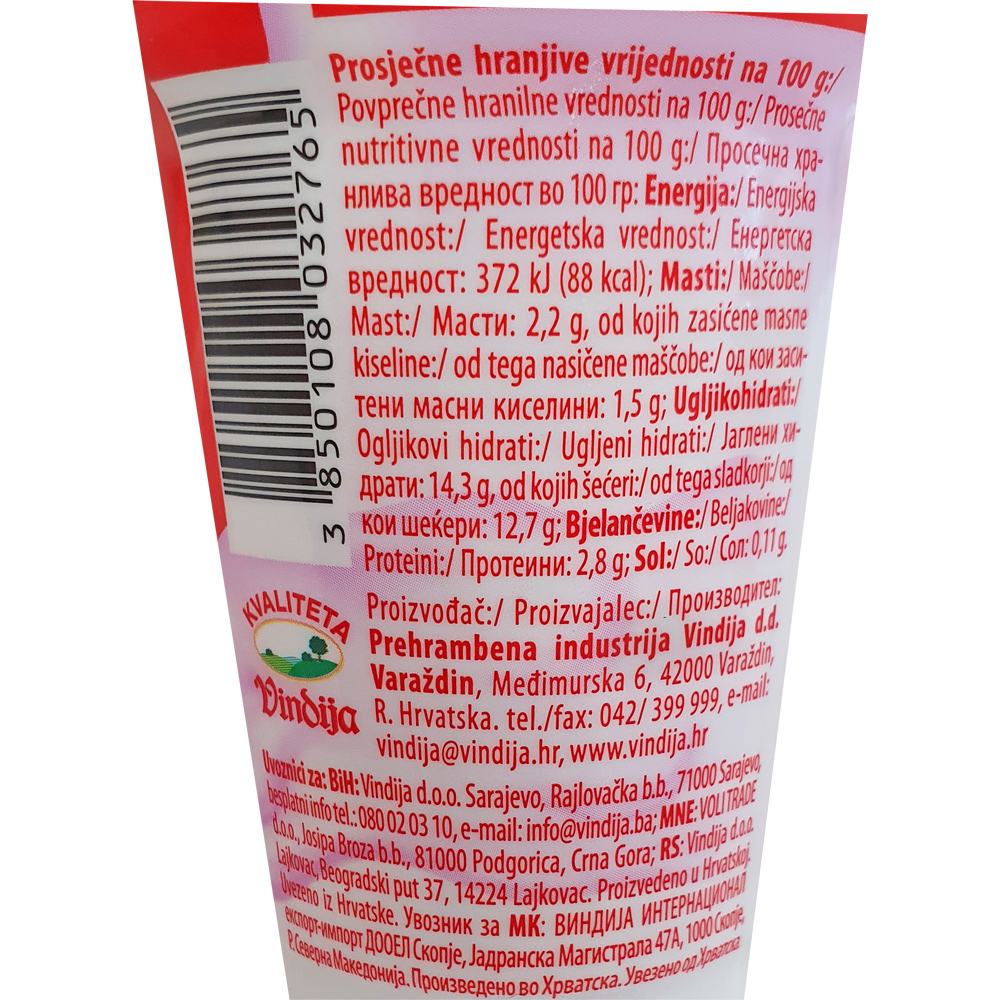 Prosječne hranjive vrijednosti na 100 g:/
Povprečne hranilne vrednosti na 100 g:/ Prosečne
nutritivne vrednosti na 100 g:/ Просечна хра-
нлива вредност во 100 гр: Energija:/ Energijska
vrednost:/ Energetska vrednost:/ Енергетска
вредност: 372 kJ (88 kcal); Masti:/ Maščobe:/
Mast:/ Масти: 2,2 g, od kojih zasićene masne
kiseline:/ od tega nasičene maščobe:/ од кои заси-
тени масни киселини: 1,5 g; Ugljikohidrati:/
Ogljikovi hidrati:/ Ugljeni hidrati:/ Јаглени хи-
драти: 14,3 g, od kojih šećeri:/ od tega sladkorji:/ од
кои шеќери: 12,7 g; Bjelančevine:/ Beljakovine:/
Proteini:/ Протеини: 2,8 g; Sol:/ So:/ Сол: 0,11 g.
3 850108 032765
KVALITETA
Vindija
Proizvođač:/ Proizvajalec:/ Производител:
Prehrambena industrija Vindija d.d.
Varaždin, Međimurska 6, 42000 Varaždin,
R. Hrvatska. tel./fax: 042/ 399 999, e-mail:
vindija@vindija.hr, www.vindija.hr
Uvoznici za: BiH: Vindija d.o.o. Sarajevo, Rajlovačka b.b., 71000 Sarajevo,
besplatni info tel.: 080 02 03 10, e-mail: info@vindija.ba; MNE: VOLI TRADE
d.o.o., Josipa Broza b.b., 81000 Podgorica, Crna Gora; RS: Vindija d.o.o.
Lajkovac, Beogradski put 37, 14224 Lajkovac. Proizvedeno u Hrvatskoj.
Uvezeno iz Hrvatske. Увозник за МК: ВИНДИЈА ИНТЕРНАЦИОНАЛ
експорт-импорт ДООЕЛ Скопје, Јадранска Магистрала 47А, 1000 Скопје,
Р. Северна Македонија. Произведено во Хрватска. Увезено од Хрватска.